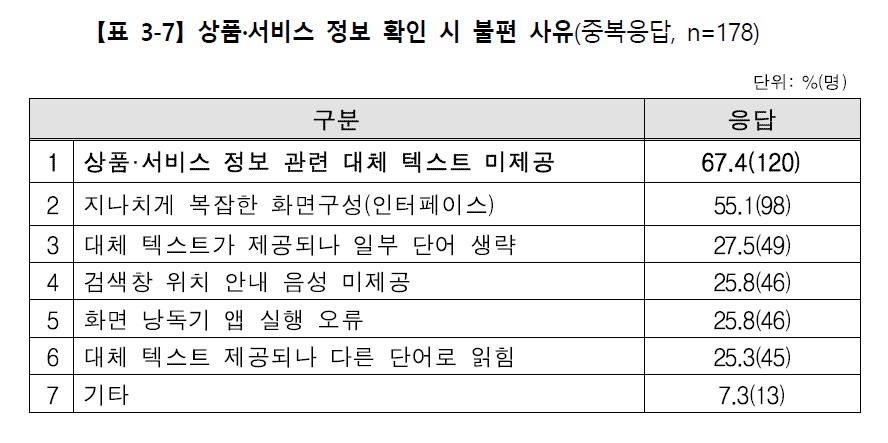 【표 3-7】 상품·서비스 정보 확인 시 불편 사유(중복응답, n=178)
단위: %(명)
구분 응답
1 상품·서비스 정보 관련 대체 텍스트 미제공 67.4(120)
2 지나치게 복잡한 화면구성(인터페이스) 55.1(98)
3 대체 텍스트가 제공되나 일부 단어 생략 27.5(49)
4 검색창 위치 안내 음성 미제공 25.8(46)
5 화면 낭독기 앱 실행 오류 25.8(46)
6 대체 텍스트 제공되나 다른 단어로 읽힘 25.3(45)
7 기타 7.3(13)